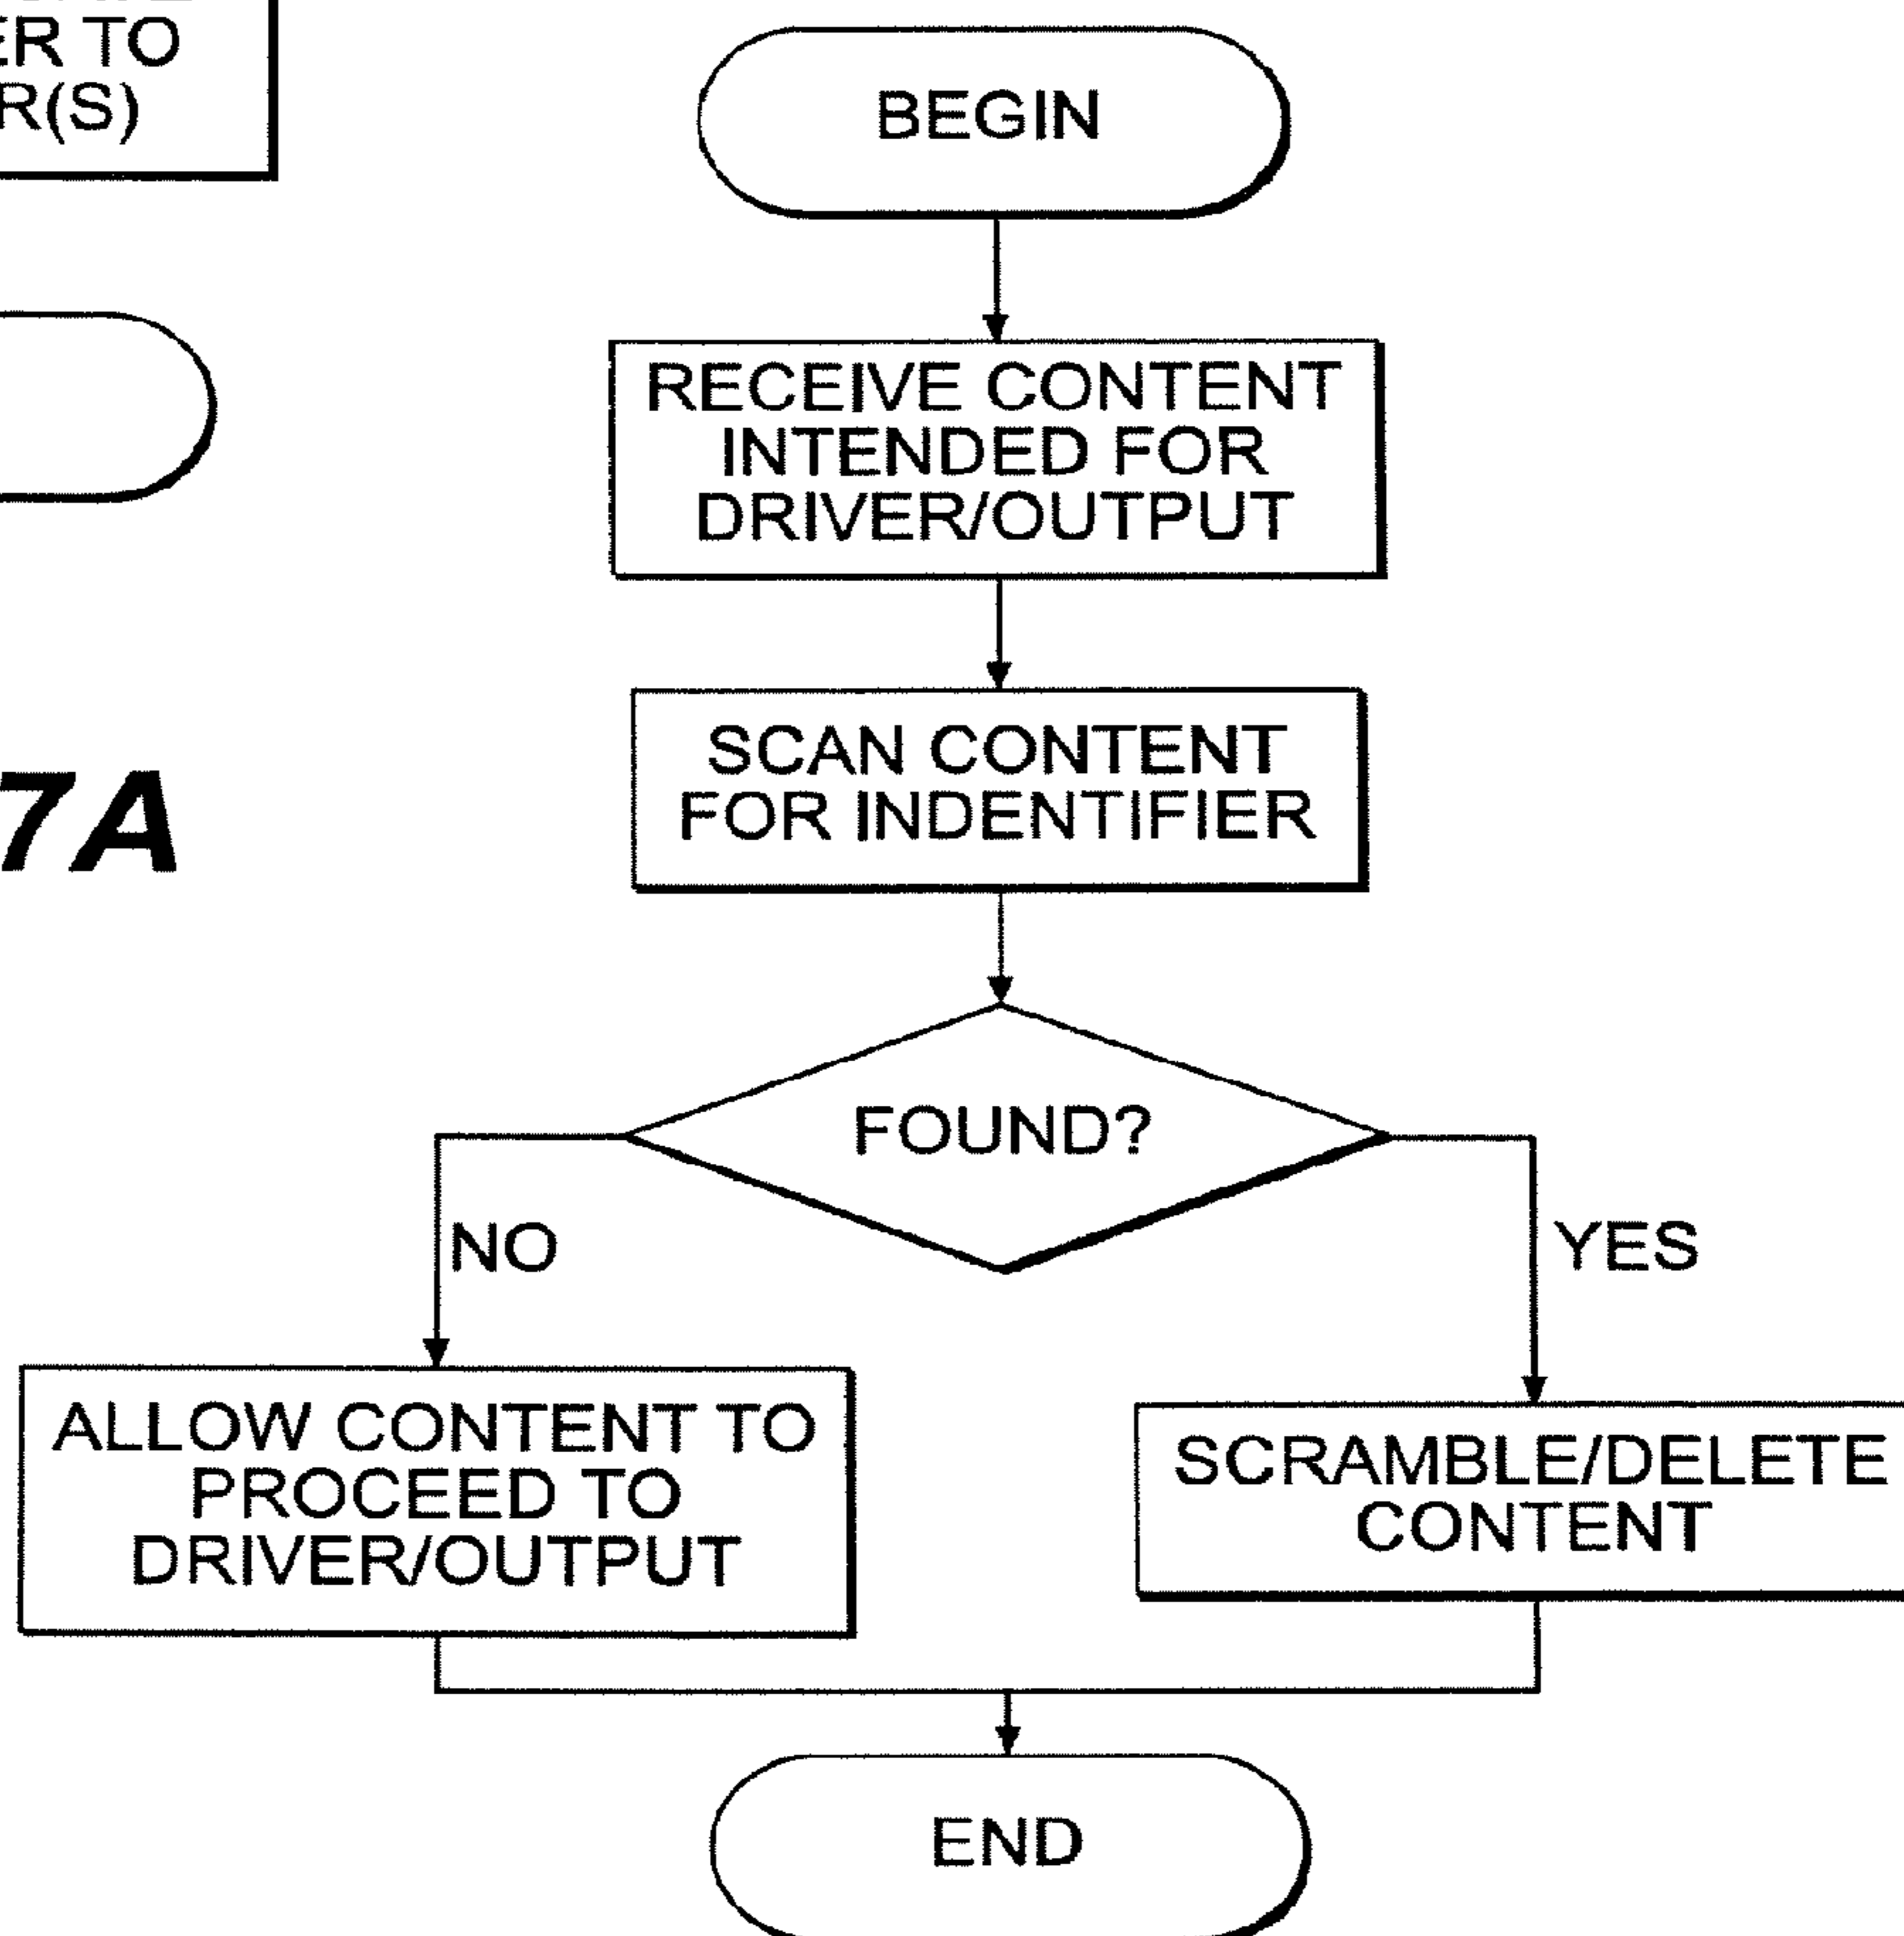 TO
R(S)
7A
BEGIN
RECEIVE CONTENT
INTENDED FOR
DRIVER/OUTPUT
SCAN CONTENT
FOR INDENTIFIER
FOUND?
NO
YES
ALLOW CONTENT TO
PROCEED TO
DRIVER/OUTPUT
SCRAMBLE/DELETE
CONTENT
END